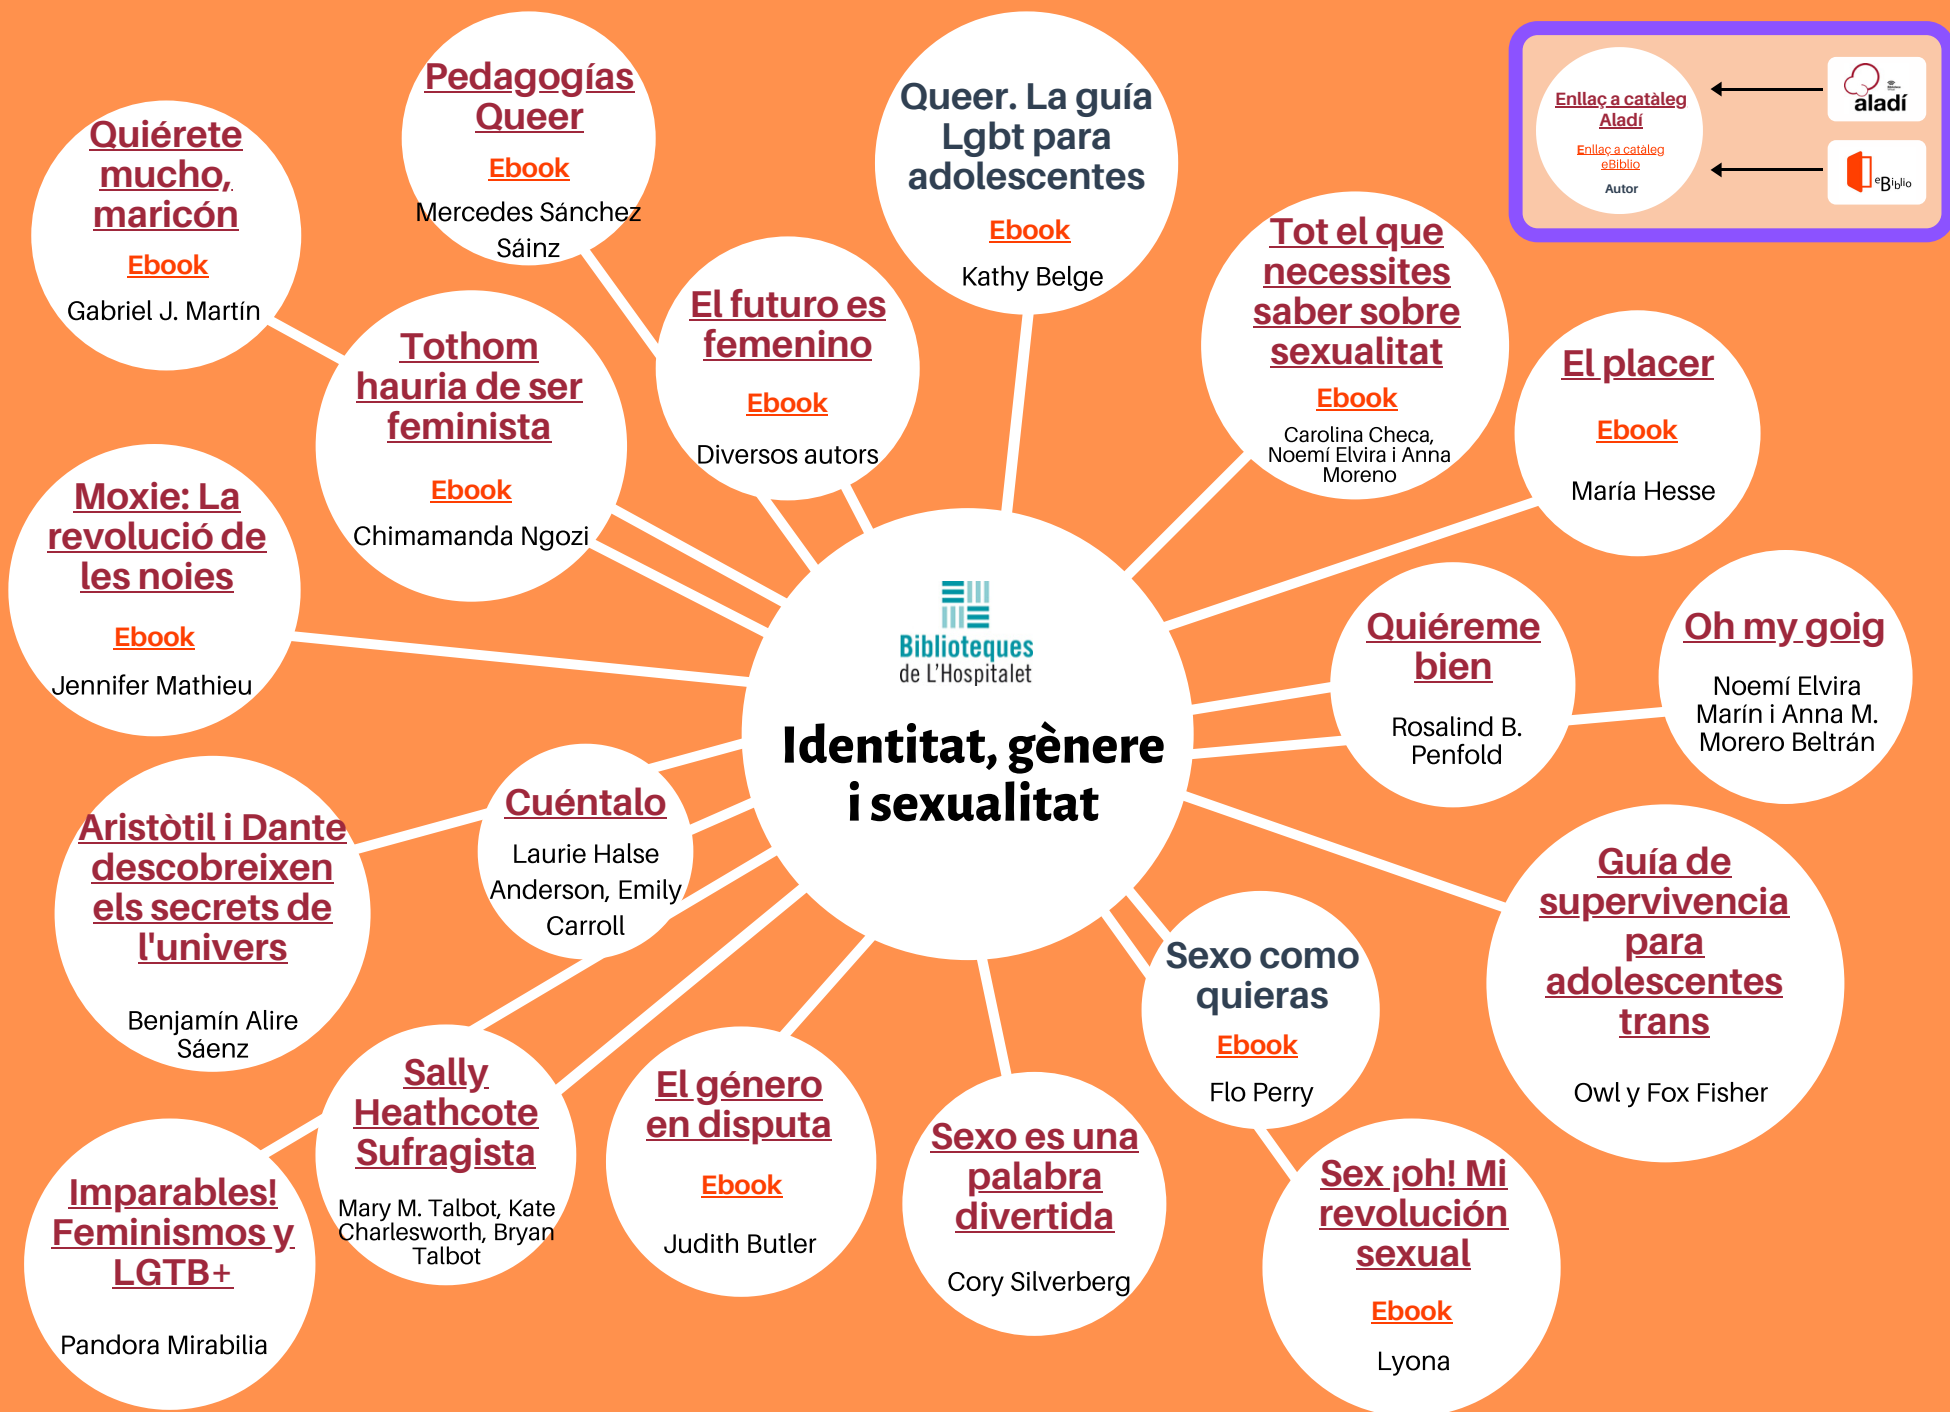 Pedagogías
Queer
Ebook
Mercedes Sánchez
Sáinz
Queer. La guía
Lgbt para
adolescentes
Ebook
Kathy Belge
Enllaç a catàleg
Aladí
Enllaç a catàleg
eBiblio
Autor
aladí
eBiblio
Quiérete
mucho,
maricón
Ebook
Gabriel J. Martín
Tothom
hauria de ser
feminista
Ebook
Chimamanda Ngozi
El futuro es
femenino
Ebook
Diversos autors
Tot el que
necessites
saber sobre
sexualitat
Ebook
Carolina Checa,
Noemí Elvira i Anna
Moreno
El placer
Ebook
María Hesse
Moxie: La
revolució de
les noies
Ebook
Jennifer Mathieu
Biblioteques
de L'Hospitalet
Identitat, gènere
i sexualitat
Quiéreme
bien
Rosalind B.
Penfold
Oh my goig
Noemí Elvira
Marín i Anna M.
Morero Beltrán
Aristòtil i Dante
descobreixen
els secrets de
l'univers
Benjamín Alire
Sáenz
Cuéntalo
Laurie Halse
Anderson, Emily
Carroll
Guía de
supervivencia
para
adolescentes
trans
Owl y Fox Fisher
Sexo como
quieras
Ebook
Flo Perry
Sally
Heathcote
Sufragista
Mary M. Talbot, Kate
Charlesworth, Bryan
Talbot
El género
en disputa
Ebook
Judith Butler
Sexo es una
palabra
divertida
Cory Silverberg
Imparables!
Feminismos y
LGTB+
Pandora Mirabilia
Sex ¡oh! Mi
revolución
sexual
Ebook
Lyona